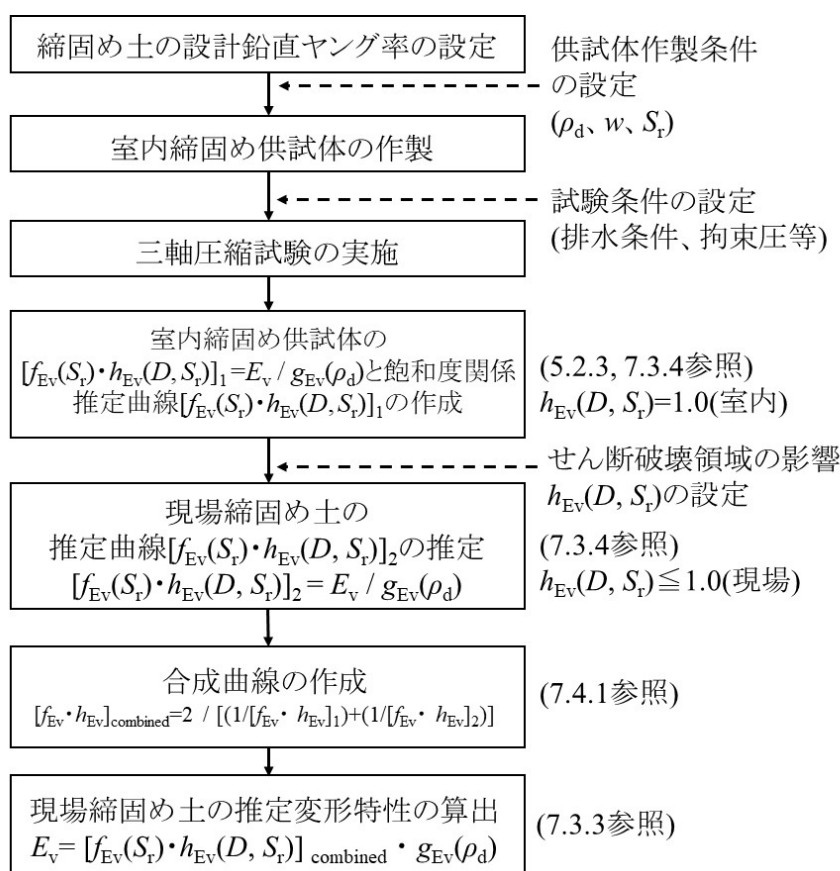 締固め土の設計鉛直ヤング率の設定
供試体作製条件
の設定
(ρd、w、Sr)
室内締固め供試体の作製
試験条件の設定
(排水条件、拘束圧等)
三軸圧縮試験の実施
室内締固め供試体の
[fEv(Sr)･hEv(D, Sr)]1=Ev / gEv(ρd)と飽和度関係
推定曲線[fEv(Sr)･hEv(D, Sr)]1の作成
(5.2.3, 7.3.4参照)
hEv(D, Sr)=1.0(室内)
せん断破壊領域の影響
hEv(D, Sr)の設定
現場締固め土の
推定曲線[fEv(Sr)･hEv(D, Sr)]2の推定
[fEv(Sr)･hEv(D, Sr)]2 = Ev / gEv(ρd)
(7.3.4参照)
hEv(D, Sr)≦1.0(現場)
合成曲線の作成
[fEv･hEv]combined=2 / [(1/[fEv･ hEv]1)+(1/[fEv･ hEv]2)]
(7.4.1参照)
現場締固め土の推定変形特性の算出
Ev= [fEv(Sr)･hEv(D, Sr)] combined ･ gEv(ρd)
(7.3.3参照)